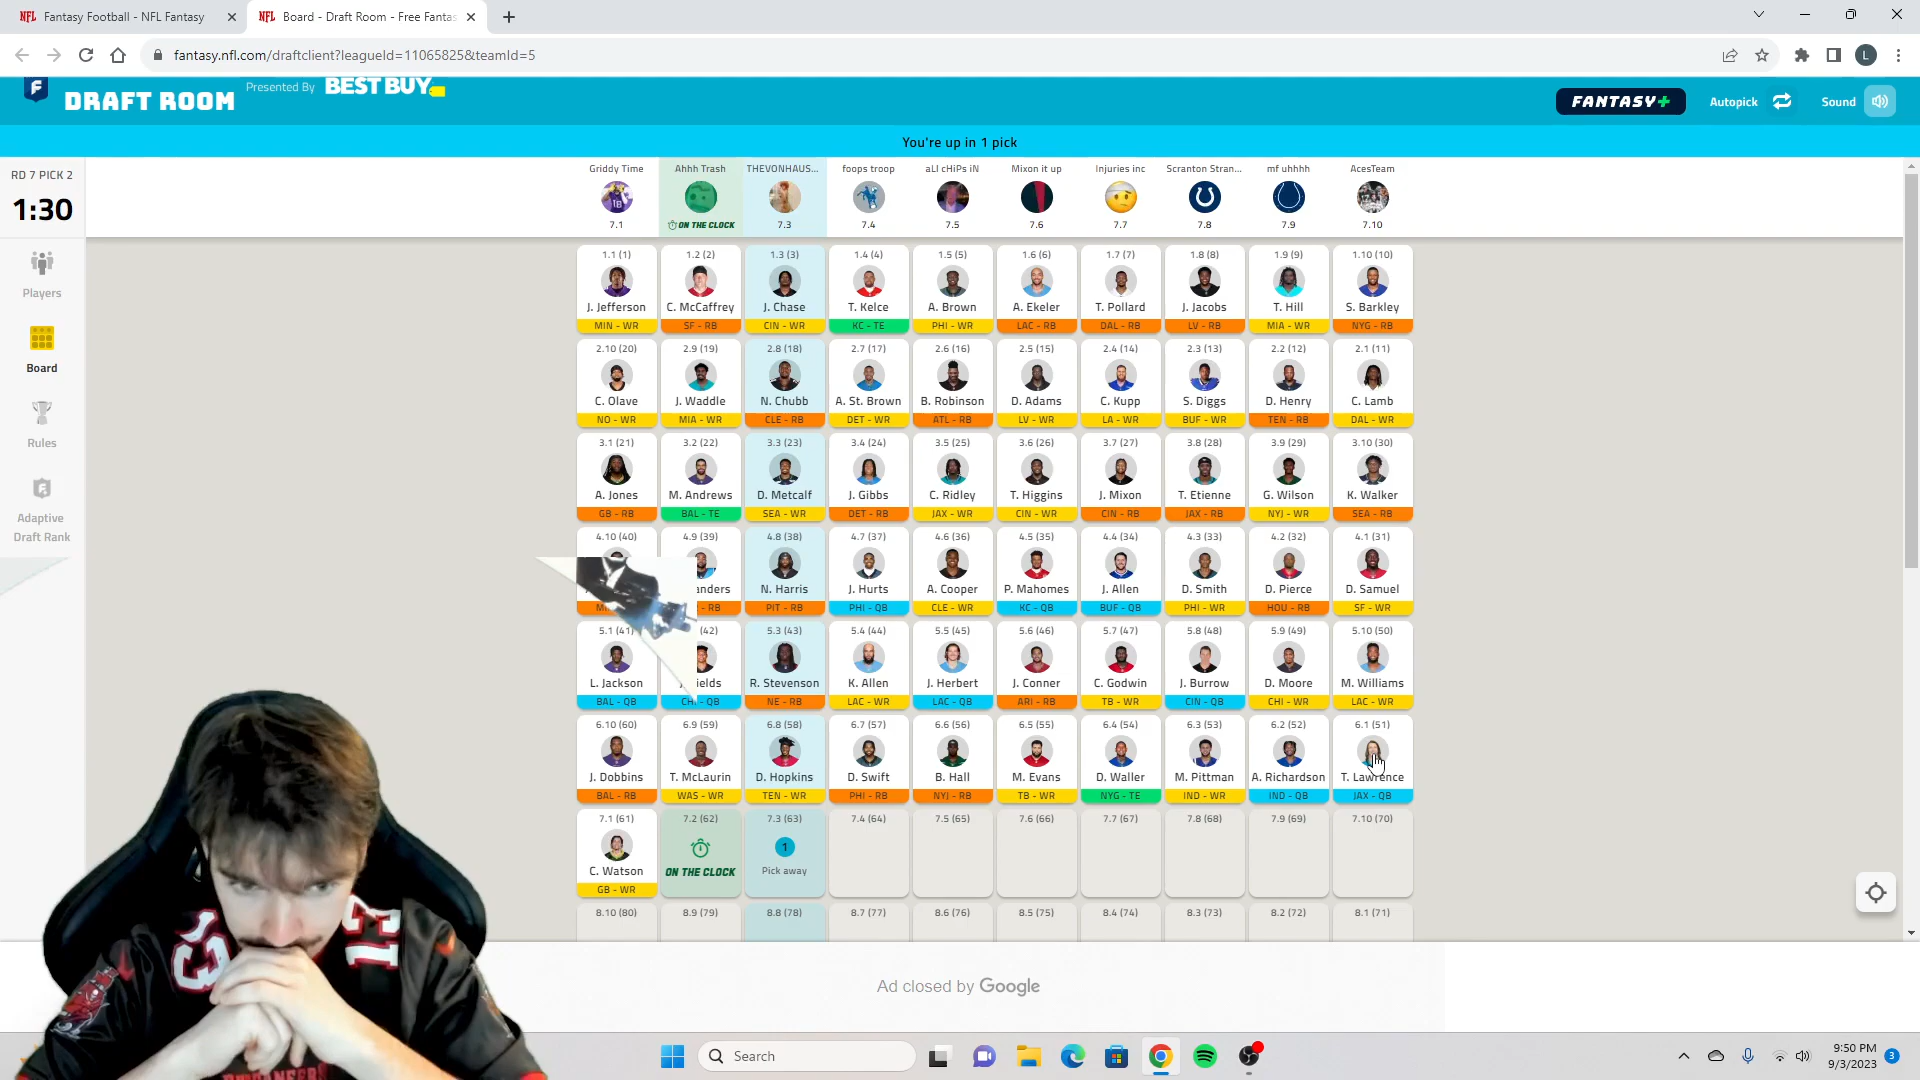 Fantasy Football - NFL Fantasy
Board - Draft Room - Free Fantas
fantasy.nfl.com/draftclient?leagueId=11065825&teamId=5
L
DRAFT ROOM
Presented By
BEST BUY
FANTASY+
Autopick
Sound
You're up in 1 pick
RD 7 PICK 2
1:30
Players
Board
Rules
Adaptive
Draft Rank
Griddy Time Ahhh Trash THEVONHAUS... foops troop aLl cHiPs iN Mixon it up Injuries inc Scranton Stran... mf uhhhh AcesTeam
7.1 ON THE CLOCK 7.3 7.4 7.5 7.6 7.7 7.8 7.9 7.10
1.1 (1) 1.2 (2) 1.3 (3) 1.4 (4) 1.5 (5) 1.6 (6) 1.7 (7) 1.8 (8) 1.9 (9) 1.10 (10)
J. Jefferson C. McCaffrey J. Chase T. Kelce A. Brown A. Ekeler T. Pollard J. Jacobs T. Hill S. Barkley
MIN - WR SF - RB CIN - WR KC - TE PHI - WR LAC - RB DAL - RB LV - RB MIA - WR NYG - RB
2.10 (20) 2.9 (19) 2.8 (18) 2.7 (17) 2.6 (16) 2.5 (15) 2.4 (14) 2.3 (13) 2.2 (12) 2.1 (11)
C. Olave J. Waddle N. Chubb A. St. Brown B. Robinson D. Adams C. Kupp S. Diggs D. Henry C. Lamb
NO - WR MIA - WR CLE - RB DET - WR ATL - RB LV - WR LA - WR BUF - WR TEN - RB DAL - WR
3.1 (21) 3.2 (22) 3.3 (23) 3.4 (24) 3.5 (25) 3.6 (26) 3.7 (27) 3.8 (28) 3.9 (29) 3.10 (30)
A. Jones M. Andrews D. Metcalf J. Gibbs C. Ridley T. Higgins J. Mixon T. Etienne G. Wilson K. Walker
GB - RB BAL - TE SEA - WR DET - RB JAX - WR CIN - WR CIN - RB JAX - RB NYJ - WR SEA - RB
4.10 (40) 4.9 (39) 4.8 (38) 4.7 (37) 4.6 (36) 4.5 (35) 4.4 (34) 4.3 (33) 4.2 (32) 4.1 (31)
anders N. Harris J. Hurts A. Cooper P. Mahomes J. Allen D. Smith D. Pierce D. Samuel
- RB PIT - RB PHI - QB CLE - WR KC - QB BUF - QB PHI - WR HOU - RB SF - WR
5.1 (41) (42) 5.3 (43) 5.4 (44) 5.5 (45) 5.6 (46) 5.7 (47) 5.8 (48) 5.9 (49) 5.10 (50)
L. Jackson ields R. Stevenson K. Allen J. Herbert J. Conner C. Godwin J. Burrow D. Moore M. Williams
BAL - QB CHI - QB NE - RB LAC - WR LAC - QB ARI - RB TB - WR CIN - QB CHI - WR LAC - WR
6.10 (60) 6.9 (59) 6.8 (58) 6.7 (57) 6.6 (56) 6.5 (55) 6.4 (54) 6.3 (53) 6.2 (52) 6.1 (51)
J. Dobbins T. McLaurin D. Hopkins D. Swift B. Hall M. Evans D. Waller M. Pittman A. Richardson T. Lawrence
BAL - RB WAS - WR TEN - WR PHI - RB NYJ - RB TB - WR NYG - TE IND - WR IND - QB JAX - QB
7.1 (61) 7.2 (62) 7.3 (63) 7.4 (64) 7.5 (65) 7.6 (66) 7.7 (67) 7.8 (68) 7.9 (69) 7.10 (70)
1
C. Watson ON THE CLOCK Pick away
GB - WR
8.10 (80) 8.9 (79) 8.8 (78) 8.7 (77) 8.6 (76) 8.5 (75) 8.4 (74) 8.3 (73) 8.2 (72) 8.1 (71)
Ad closed by Google
Search
9:50 PM
9/3/2023
3